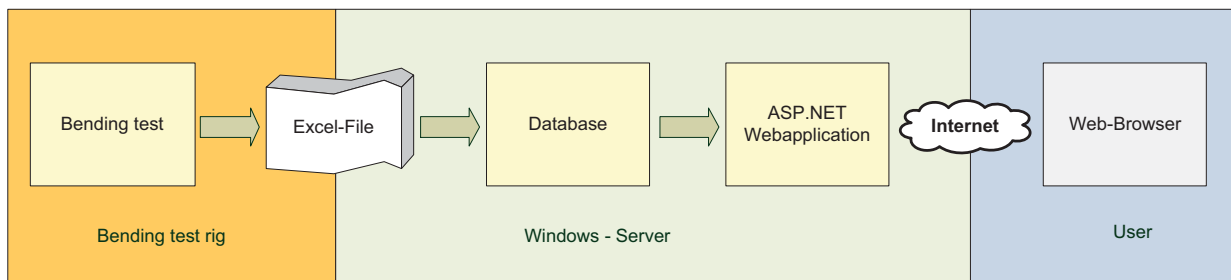 Bending test
Excel-File
Database
ASP.NET
Webapplication
Internet
Web-Browser
Bending test rig
Windows - Server
User